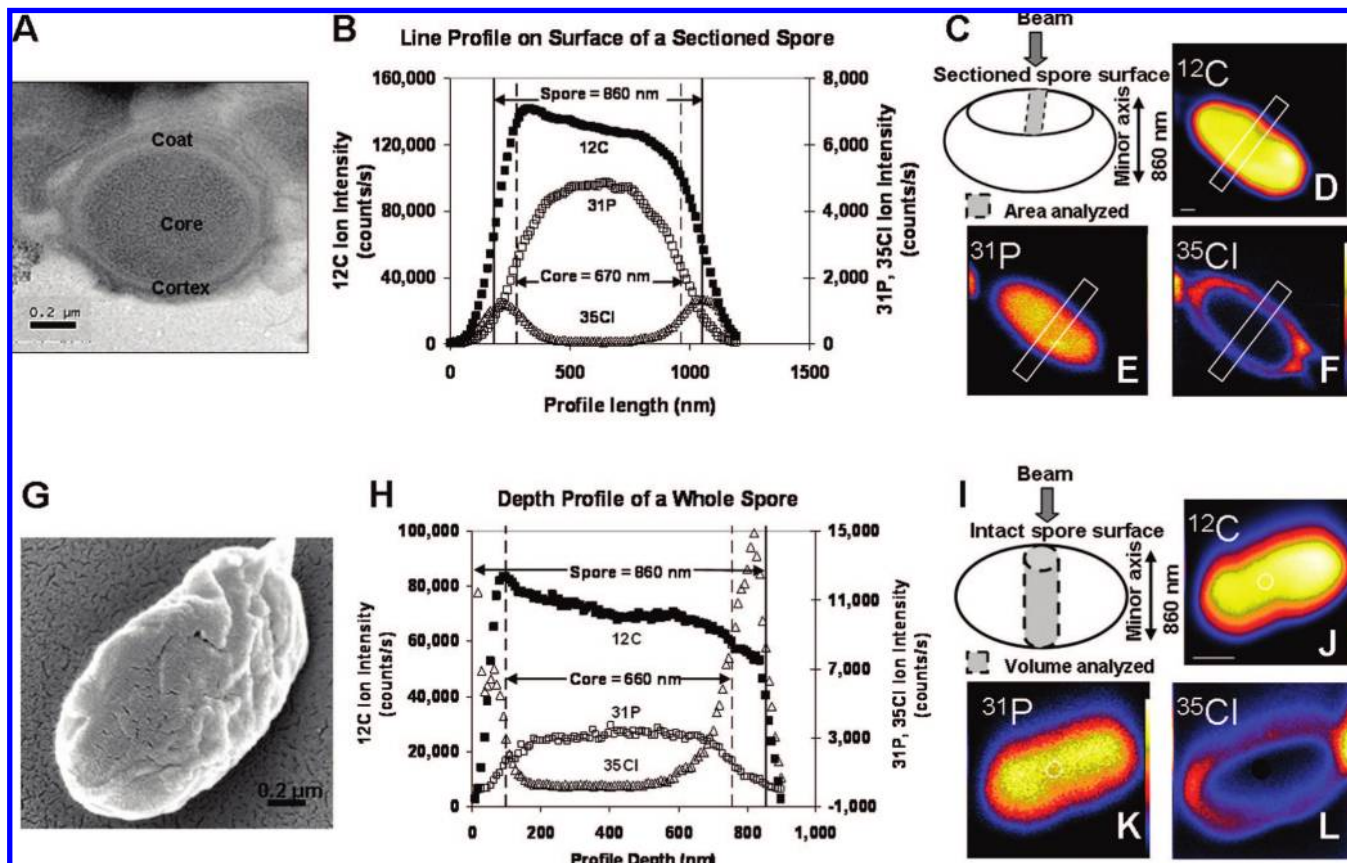 A
Coat
Core
Cortex
0.2 µm
B
Line Profile on Surface of a Sectioned Spore
12C Ion Intensity
(counts/s)
160,000
120,000
80,000
40,000
0
8,000
6,000
4,000
2,000
0
31P, 35Cl Ion Intensity
(counts/s)
Spore = 860 nm
12C
31P
Core = 670 nm
35Cl
0
500
1000
1500
Profile length (nm)
C
Beam
Sectioned spore surface
Minor axis
860 nm
Area analyzed
12C
D
31P
E
35Cl
F
G
0.2 µm
H
Depth Profile of a Whole Spore
12C Ion Intensity
(counts/s)
100,000
80,000
60,000
40,000
20,000
0
15,000
11,000
7,000
3,000
-1,000
31P, 35Cl Ion Intensity
(counts/s)
Spore = 860 nm
12C
Core = 660 nm
31P
35Cl
0
200
400
600
800
1,000
Profile Depth (nm)
I
Beam
Intact spore surface
Minor axis
860 nm
Volume analyzed
12C
J
31P
K
35Cl
L